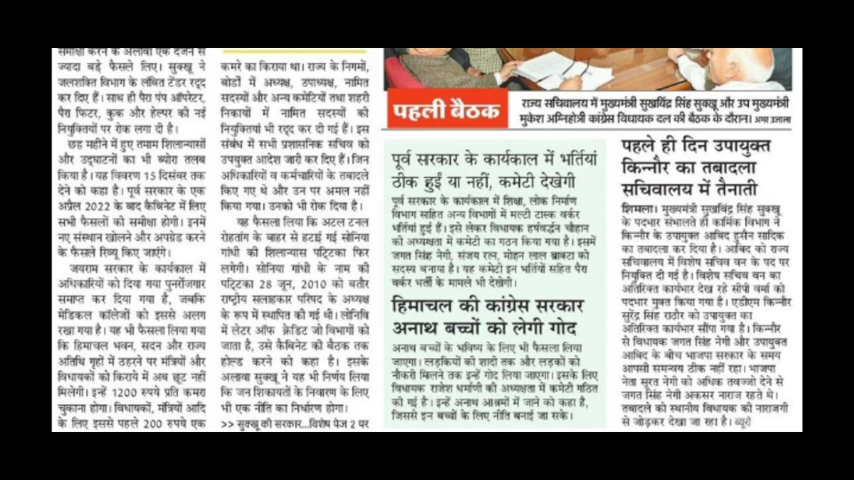 समीक्षा करने के अलावा एक दर्जन से
ज्यादा बड़े फैसले लिए। सुक्खू ने
जलशक्ति विभाग के लंबित टेंडर रद्द
कर दिए हैं। साथ ही पैरा पंप ऑपरेटर,
पैरा फिटर, कुक और हेल्पर की नई
नियुक्तियों पर रोक लगा दी है।
छह महीने में हुए तमाम शिलान्यासों
और उद्घाटनों का भी ब्योरा तलब
किया है। यह विवरण 15 दिसंबर तक
देने को कहा है। पूर्व सरकार के एक
अप्रैल 2022 के बाद कैबिनेट में लिए
सभी फैसलों की समीक्षा होगी। इनमें
नए संस्थान खोलने और अपग्रेड करने
के फैसले रिव्यू किए जाएंगे।
जयराम सरकार के कार्यकाल में
अधिकारियों को दिया गया पुनर्रोजगार
समाप्त कर दिया गया है, जबकि
मेडिकल कॉलेजों को इससे अलग
रखा गया है। यह भी फैसला लिया गया
कि हिमाचल भवन, सदन और राज्य
अतिथि गृहों में ठहरने पर मंत्रियों और
विधायकों को किराये में अब छूट नहीं
मिलेगी। इन्हें 1200 रुपये प्रति कमरा
चुकाना होगा। विधायकों, मंत्रियों आदि
के लिए इससे पहले 200 रुपये एक
कमरे का किराया था। राज्य के निगमों,
बोर्डों में अध्यक्ष, उपाध्यक्ष, नामित
सदस्यों और अन्य कमेटियों तथा शहरी
निकायों में नामित सदस्यों की
नियुक्तियां भी रद्द कर दी गई हैं। इस
संबंध में सभी प्रशासनिक सचिव को
उपयुक्त आदेश जारी कर दिए हैं। जिन
अधिकारियों व कर्मचारियों के तबादले
किए गए थे और उन पर अमल नहीं
किया गया। उनको भी रोक दिया है।
यह फैसला लिया कि अटल टनल
रोहतांग के बाहर से हटाई गई सोनिया
गांधी की शिलान्यास पट्टिका फिर
लगेगी। सोनिया गांधी के नाम की
पट्टिका 28 जून, 2010 को बतौर
राष्ट्रीय सलाहकार परिषद के अध्यक्ष
के रूप में स्थापित की गई थी। लोनिवि
में लेटर ऑफ क्रेडिट जो विभागों को
जाता है, उसे कैबिनेट की बैठक तक
होल्ड करने को कहा है। इसके
अलावा सुक्खू ने यह भी निर्णय लिया
कि जन शिकायतों के निवारण के लिए
भी एक नीति का निर्धारण होगा।
>> सुक्खू की सरकार...विशेष पेज 2 पर
पहली बैठक
राज्य सचिवालय में मुख्यमंत्री सुखविंद्र सिंह सुक्खू और उप मुख्यमंत्री
मुकेश अग्निहोत्री कांग्रेस विधायक दल की बैठक के दौरान। अमर उजाला
पूर्व सरकार के कार्यकाल में भर्तियां
ठीक हुईं या नहीं, कमेटी देखेगी
पूर्व सरकार के कार्यकाल में शिक्षा, लोक निर्माण
विभाग सहित अन्य विभागों में मल्टी टास्क वर्कर
भर्तियां हुई हैं। इसे लेकर विधायक हर्षवर्द्धन चौहान
की अध्यक्षता में कमेटी का गठन किया गया है। इसमें
जगत सिंह नेगी, संजय रत्न, मोहन लाल ब्राक्टा को
सदस्य बनाया है। यह कमेटी इन भर्तियों सहित पैरा
वर्कर भर्ती के मामले भी देखेगी।
हिमाचल की कांग्रेस सरकार
अनाथ बच्चों को लेगी गोद
अनाथ बच्चों के भविष्य के लिए भी फैसला लिया
जाएगा। लड़कियों की शादी तक और लड़कों को
नौकरी मिलने तक इन्हें गोद लिया जाएगा। इसके लिए
विधायक राजेश धर्माणी की अध्यक्षता में कमेटी गठित
की गई है। इन्हें अनाथ आश्रमों में जाने को कहा है,
जिससे इन बच्चों के लिए नीति बनाई जा सके।
पहले ही दिन उपायुक्त
किन्नौर का तबादला
सचिवालय में तैनाती
शिमला। मुख्यमंत्री सुखबिंद्र सिंह सुक्खू
के पदभार संभालते ही कार्मिक विभाग ने
किन्नौर के उपायुक्त आबिद हुसैन सादिक
का तबादला कर दिया है। आबिद को राज्य
सचिवालय में विशेष सचिव वन के पद पर
नियुक्ति दी गई है। विशेष सचिव वन का
अतिरिक्त कार्यभार देख रहे सीपी वर्मा को
पदभार मुक्त किया गया है। एडीएम किन्नौर
सुरेंद्र सिंह राठौर को उपायुक्त का
अतिरिक्त कार्यभार सौंपा गया है। किन्नौर
से विधायक जगत सिंह नेगी और उपायुक्त
आबिद के बीच भाजपा सरकार के समय
आपसी समन्वय ठीक नहीं रहा। भाजपा
नेता सूरत नेगी को अधिक तवज्जो देने से
जगत सिंह नेगी अकसर नाराज रहते थे।
तबादले को स्थानीय विधायक की नाराजगी
से जोड़कर देखा जा रहा है। ब्यूरो